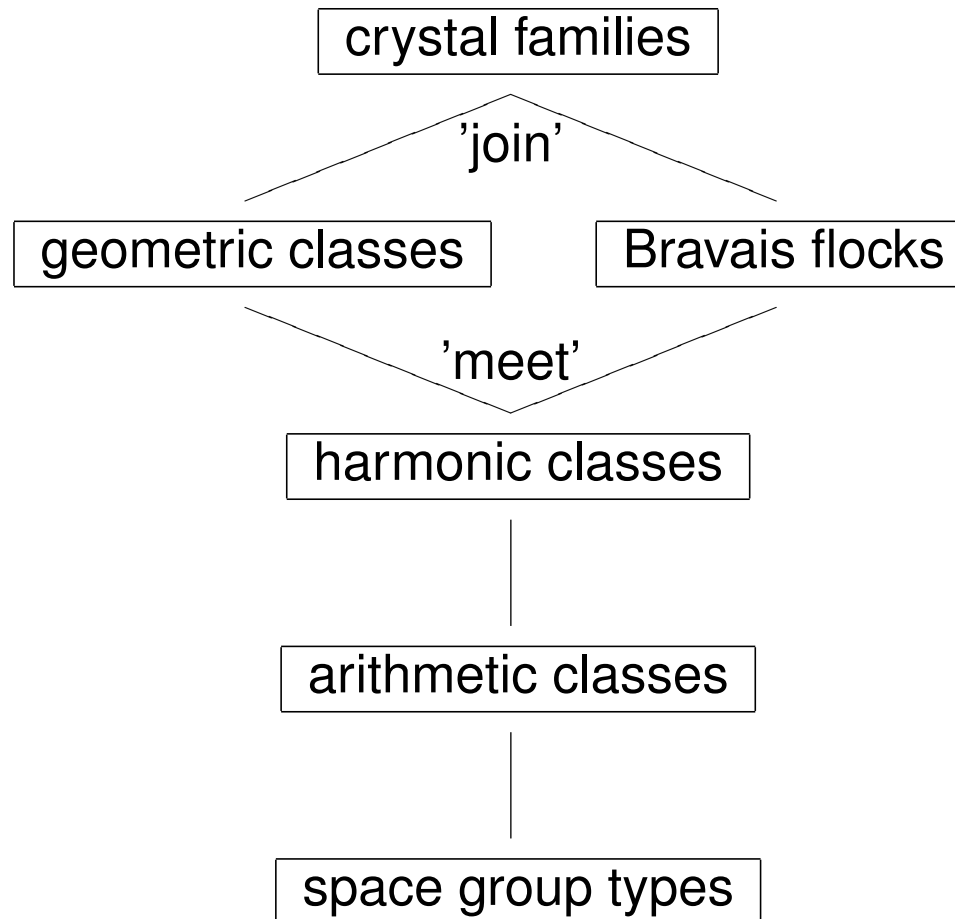 crystal families
’join’
geometric classes
Bravais flocks
’meet’
harmonic classes
arithmetic classes
space group types